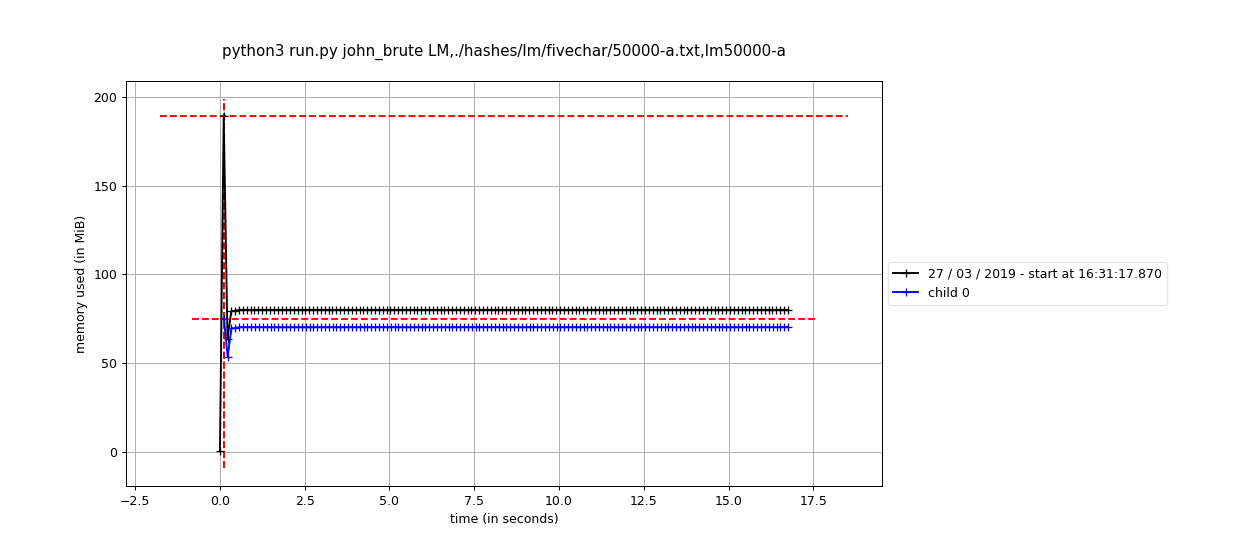 python3 run.py john_brute LM,./hashes/lm/fivechar/50000-a.txt,lm50000-a
200
150
100
50
0
memory used (in MiB)
27 / 03 / 2019 - start at 16:31:17.870
child 0
−2.5 0.0 2.5 5.0 7.5 10.0 12.5 15.0 17.5
time (in seconds)